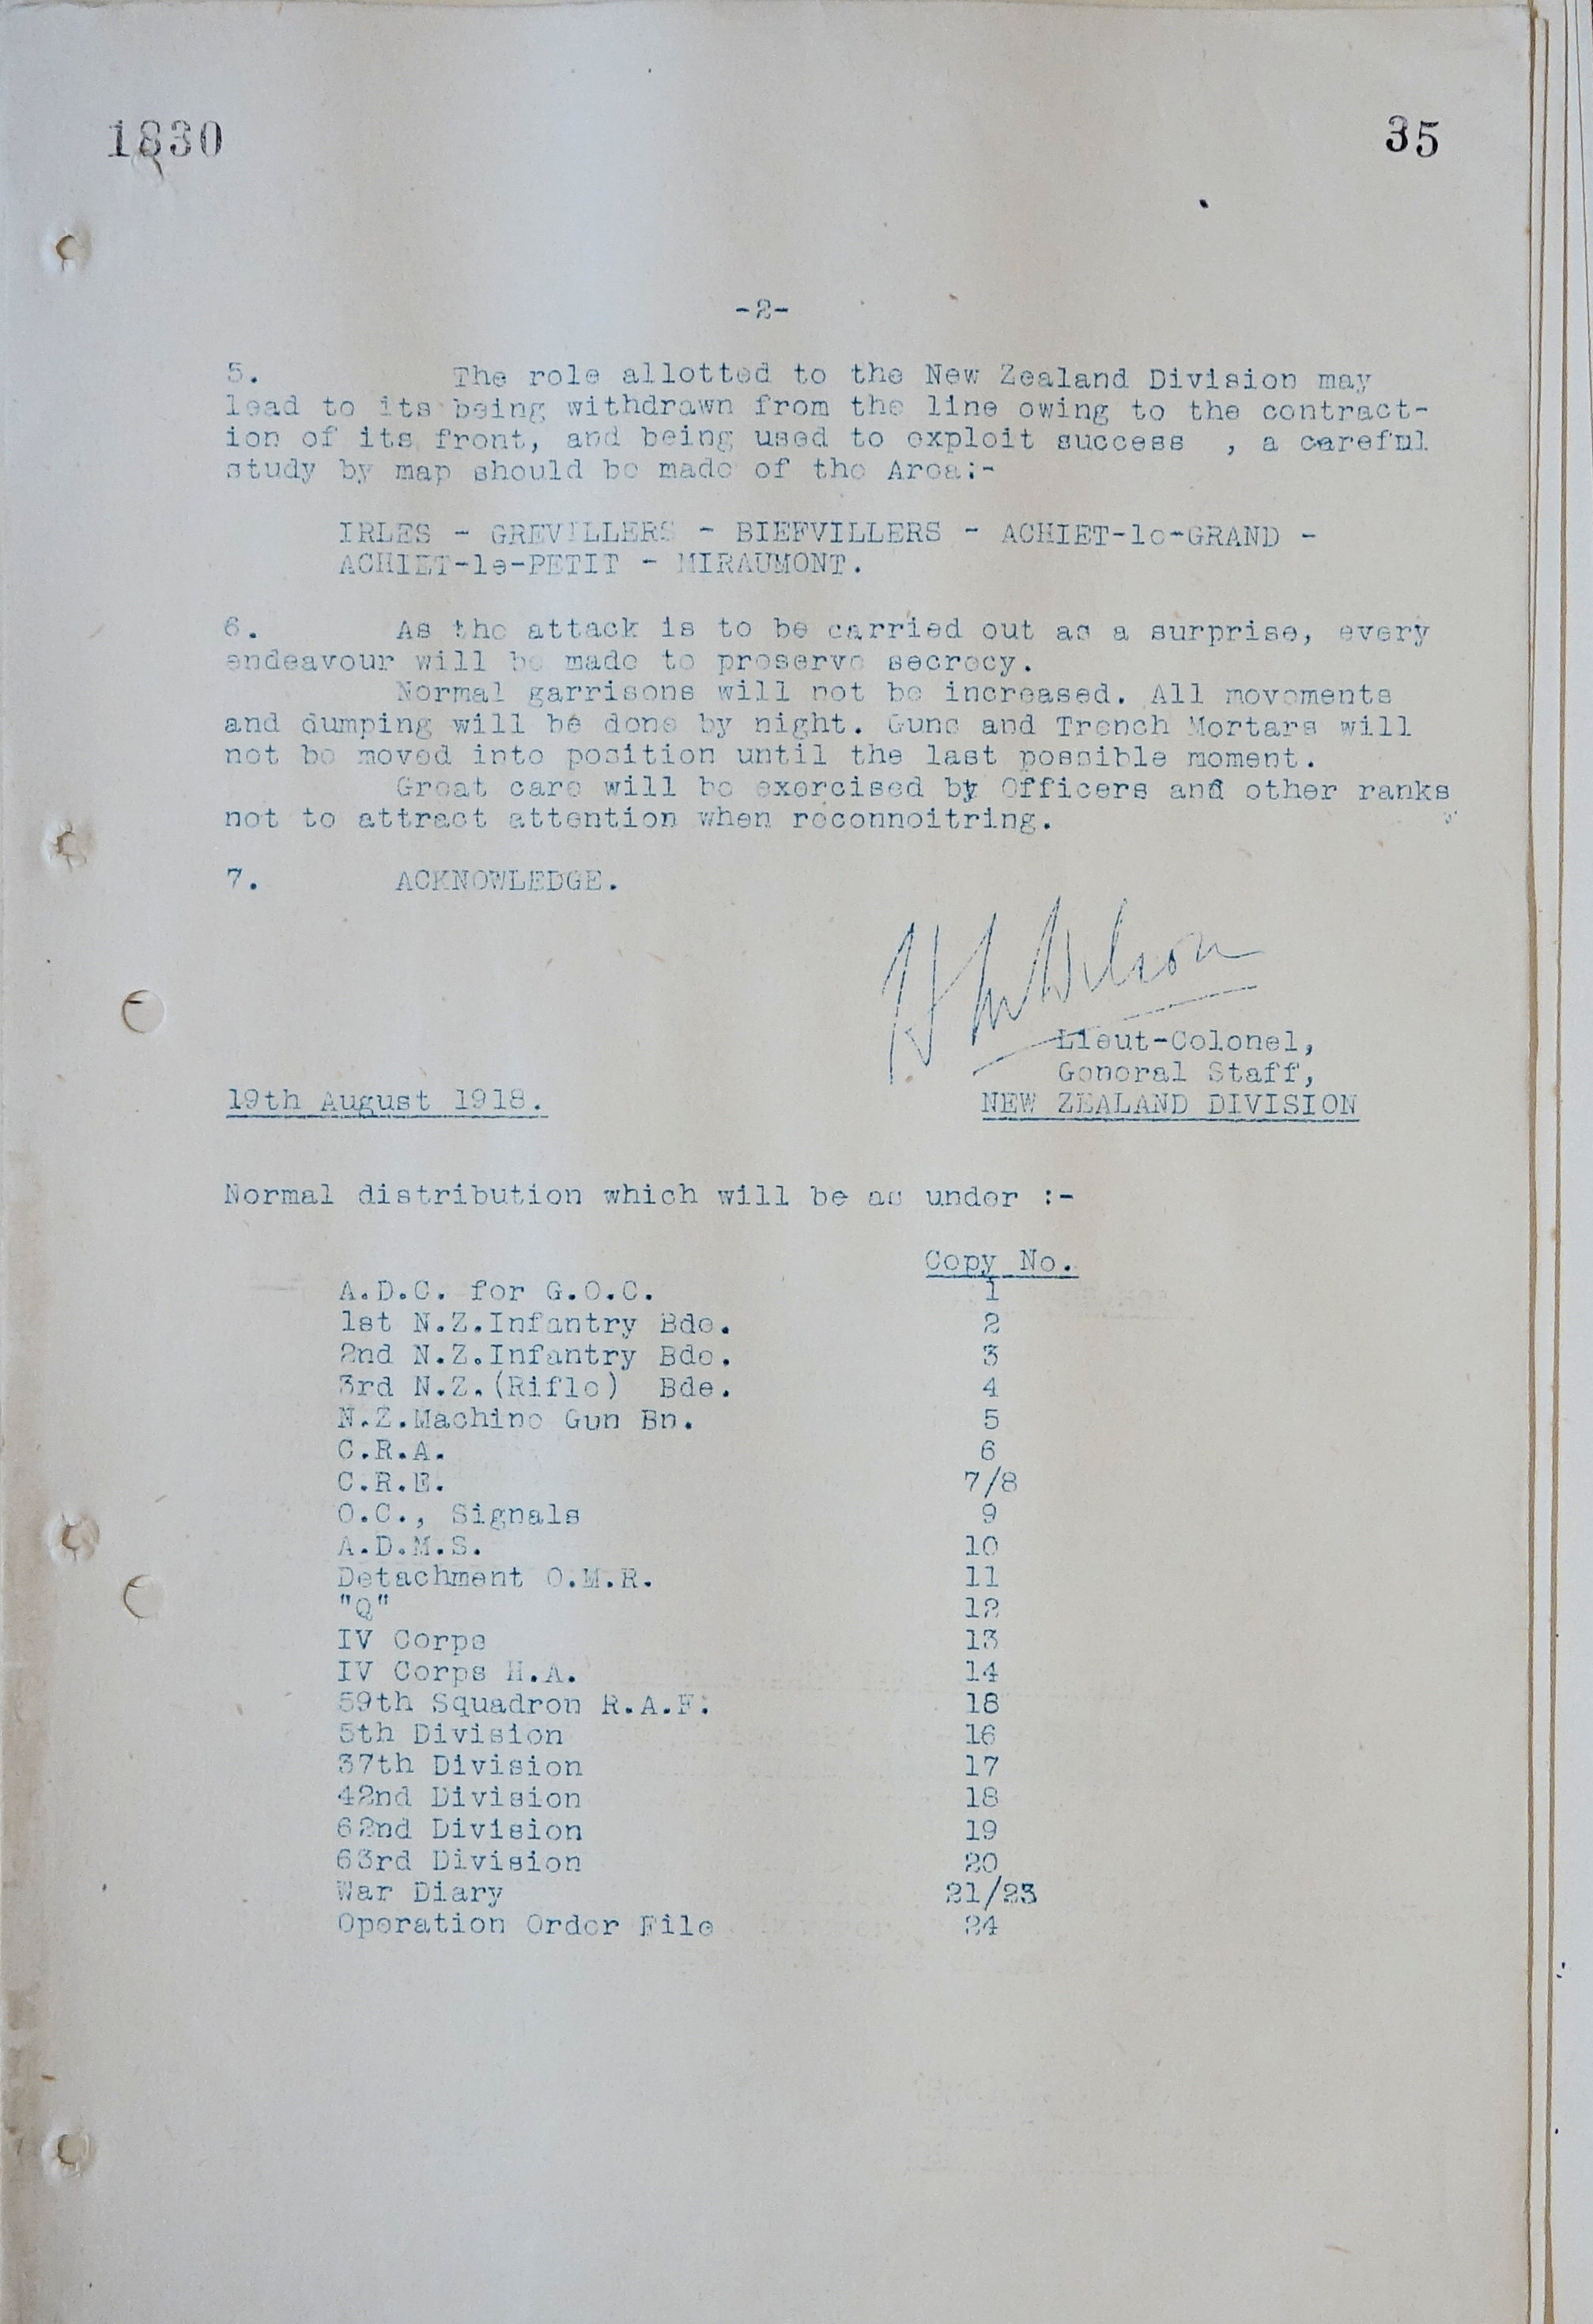 1830
35
-2-
5. The role allotted to the New Zealand Division may
lead to its being withdrawn from the line owing to the contract-
ion of its front, and being used to exploit success , a careful
study by map should be made of the Area:-
IRLES - GREVILLERS - BIEFVILLERS - ACHIET-le-GRAND -
ACHIET-le-PETIT - MIRAUMONT.
6. As the attack is to be carried out as a surprise, every
endeavour will be made to preserve secrecy.
Normal garrisons will not be increased. All movements
and dumping will be done by night. Guns and Trench Mortars will
not be moved into position until the last possible moment.
Great care will be exercised by Officers and other ranks
not to attract attention when reconnoitring.
7. ACKNOWLEDGE.
Lieut-Colonel,
General Staff,
19th August 1918.
NEW ZEALAND DIVISION
Normal distribution which will be as under :-
Copy No.
A.D.C. for G.O.C. 1
1st N.Z.Infantry Bde. 2
2nd N.Z.Infantry Bde. 3
3rd N.Z.(Rifle) Bde. 4
N.Z.Machine Gun Bn. 5
C.R.A. 6
C.R.E. 7/8
O.C., Signals 9
A.D.M.S. 10
Detachment O.M.R. 11
"Q" 12
IV Corps 13
IV Corps H.A. 14
59th Squadron R.A.F. 18
5th Division 16
37th Division 17
42nd Division 18
62nd Division 19
63rd Division 20
War Diary 21/23
Operation Order File 24